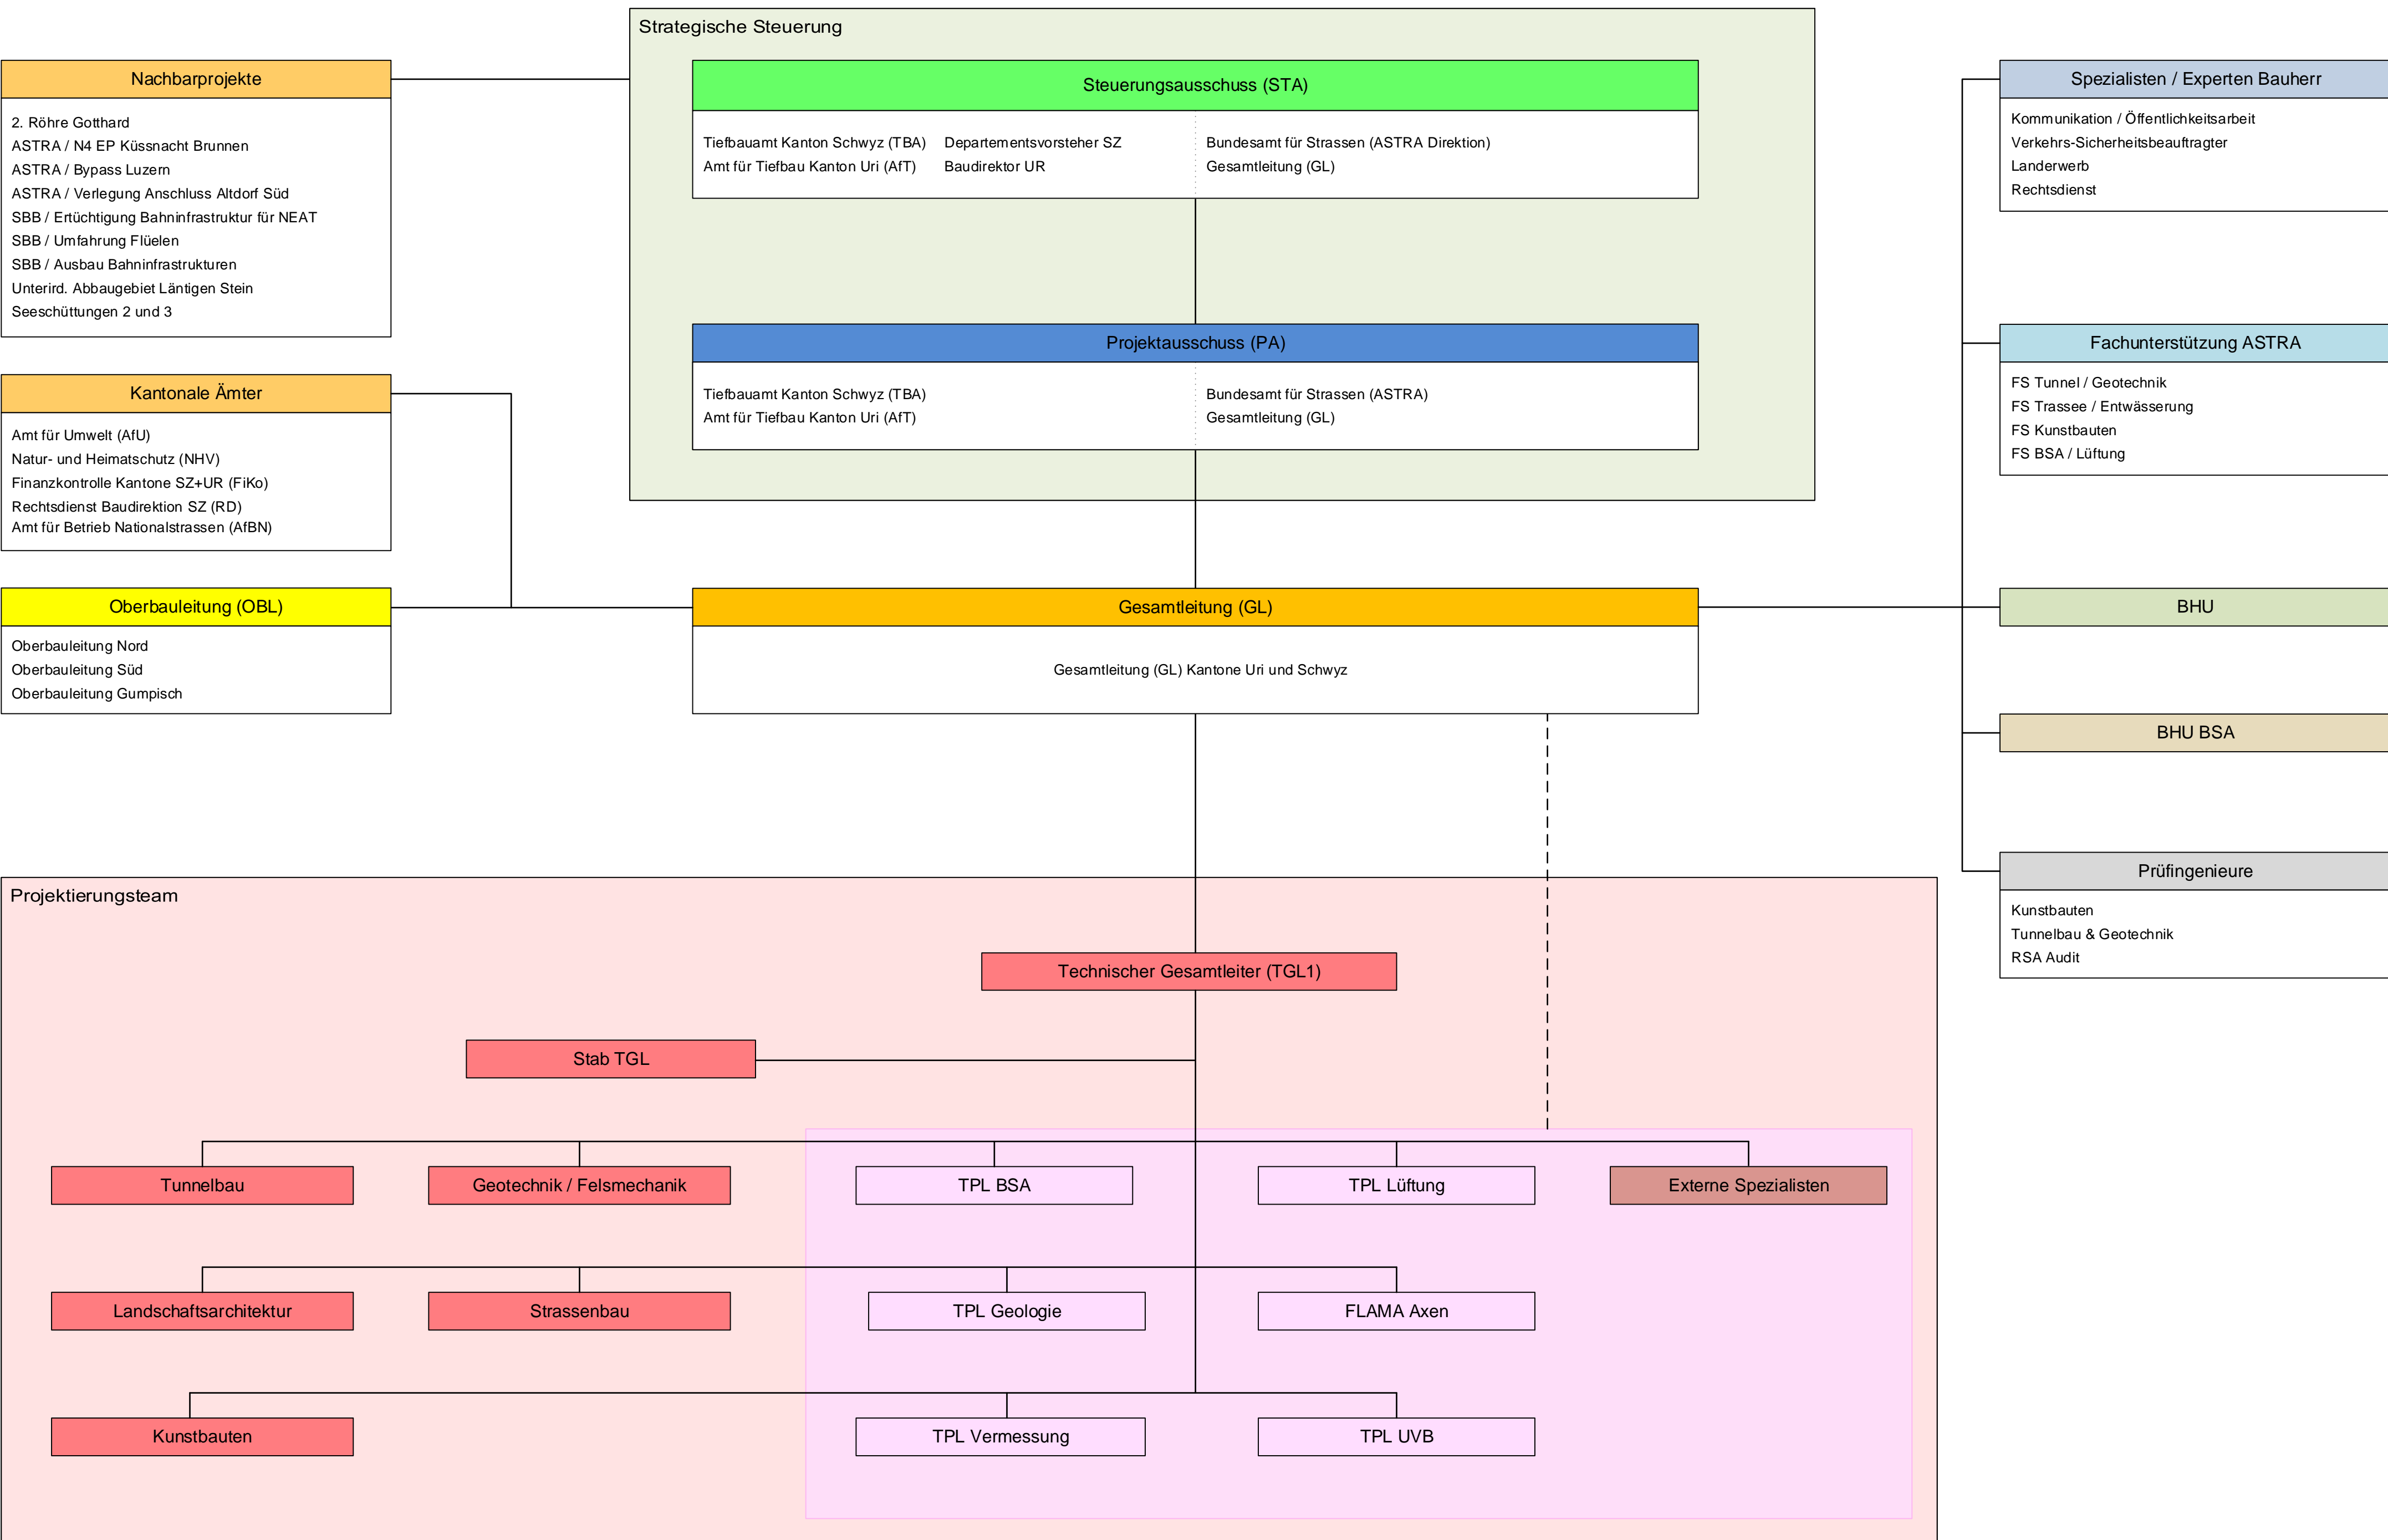 Strategische Steuerung
Nachbarprojekte
2. Röhre Gotthard
ASTRA / N4 EP Küssnacht Brunnen
ASTRA / Bypass Luzern
ASTRA / Verlegung Anschluss Altdorf Süd
SBB / Ertüchtigung Bahninfrastruktur für NEAT
SBB / Umfahrung Flüelen
SBB / Ausbau Bahninfrastrukturen
Unterird. Abbaugebiet Läntigen Stein
Seeschüttungen 2 und 3
Steuerungsausschuss (STA)
Tiefbauamt Kanton Schwyz (TBA) Departementsvorsteher SZ
Amt für Tiefbau Kanton Uri (AfT) Baudirektor UR
Bundesamt für Strassen (ASTRA Direktion)
Gesamtleitung (GL)
Spezialisten / Experten Bauherr
Kommunikation / Öffentlichkeitsarbeit
Verkehrs-Sicherheitsbeauftragter
Landerwerb
Rechtsdienst
Projektausschuss (PA)
Tiefbauamt Kanton Schwyz (TBA)
Amt für Tiefbau Kanton Uri (AfT)
Bundesamt für Strassen (ASTRA)
Gesamtleitung (GL)
Fachunterstützung ASTRA
FS Tunnel / Geotechnik
FS Trassee / Entwässerung
FS Kunstbauten
FS BSA / Lüftung
Kantonale Ämter
Amt für Umwelt (AfU)
Natur- und Heimatschutz (NHV)
Finanzkontrolle Kantone SZ+UR (FiKo)
Rechtsdienst Baudirektion SZ (RD)
Amt für Betrieb Nationalstrassen (AfBN)
Oberbauleitung (OBL)
Oberbauleitung Nord
Oberbauleitung Süd
Oberbauleitung Gumpisch
Gesamtleitung (GL)
Gesamtleitung (GL) Kantone Uri und Schwyz
BHU
BHU BSA
Prüfingenieure
Kunstbauten
Tunnelbau & Geotechnik
RSA Audit
Projektierungsteam
Technischer Gesamtleiter (TGL1)
Stab TGL
Tunnelbau
Geotechnik / Felsmechanik
TPL BSA
TPL Lüftung
Externe Spezialisten
Landschaftsarchitektur
Strassenbau
TPL Geologie
FLAMA Axen
Kunstbauten
TPL Vermessung
TPL UVB